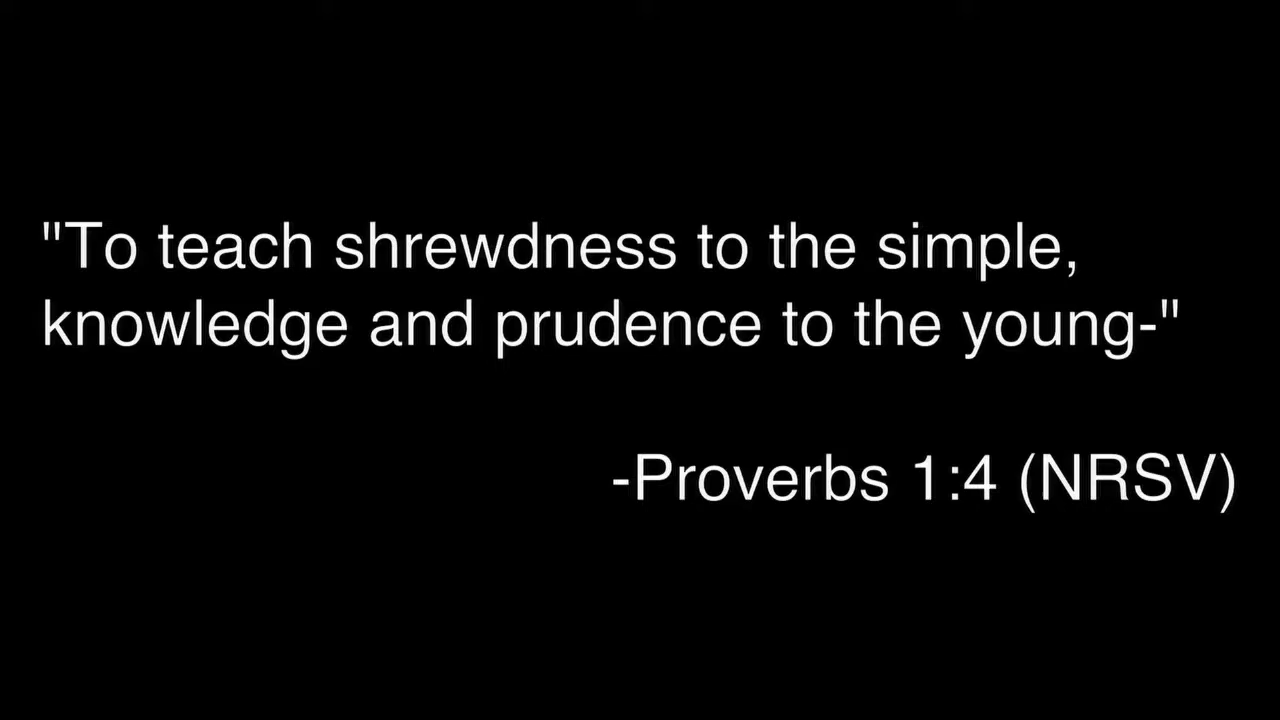 "To teach shrewdness to the simple,
knowledge and prudence to the young-"
-Proverbs 1:4 (NRSV)